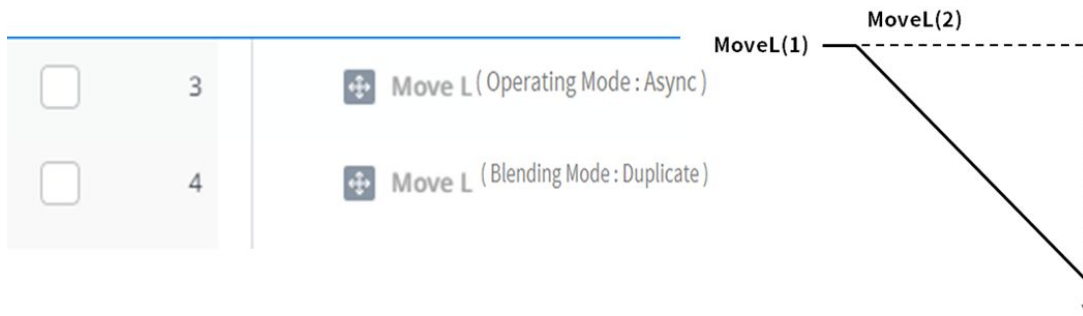 MoveL(2)
MoveL(1)
3 Move L ( Operating Mode : Async )
4 Move L ( Blending Mode : Duplicate )